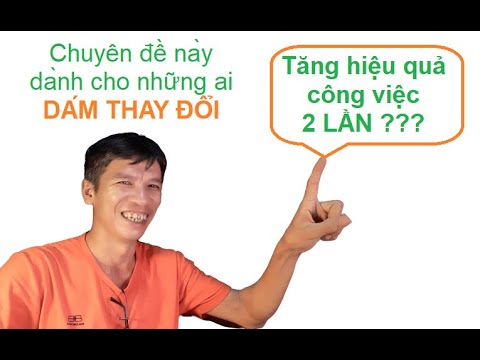 Chuyên đề này
dành cho những ai
DÁM THAY ĐỔI
Tăng hiệu quả
công việc
2 LẦN ???